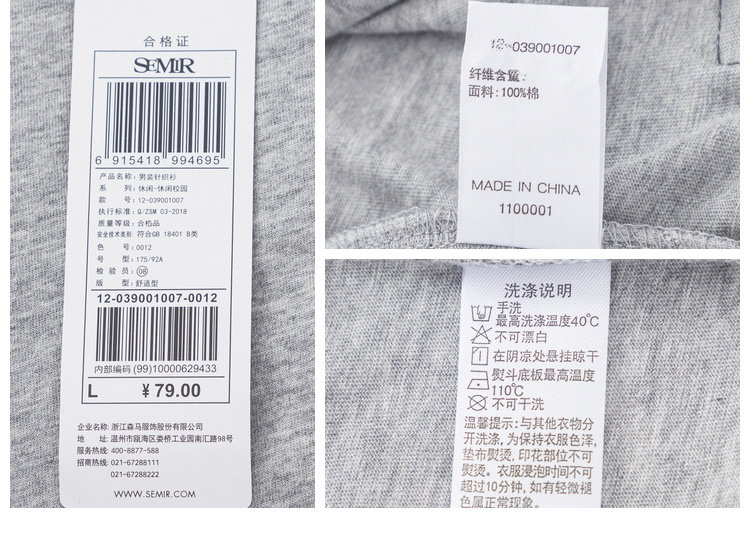 合格证
SEMIR
6 915418 994695
产品名称: 男装针织衫
系 列: 休闲-休闲校园
款 号: 12-039001007
执行标准: Q/ZSM 03-2018
质量等级: 合格品
安全技术类别: 符合GB 18401 B类
色 号: 0012
号 型: 175/92A
检 验 员: 08
版 型: 舒适型
12-039001007-0012
内部编码 (99)10000629433
L ￥79.00
企业名称: 浙江森马服饰股份有限公司
地 址: 温州市瓯海区娄桥工业园南汇路98号
服务热线: 400-8877-588
招商热线: 021-67288111
021-67288222
WWW.SEMIR.COM
12-039001007
纤维含量:
面料: 100%棉
MADE IN CHINA
1100001
洗涤说明
手洗
最高洗涤温度40℃
不可漂白
在阴凉处悬挂晾干
熨斗底板最高温度
110℃
不可干洗
温馨提示: 与其他衣物分
开洗涤, 为保持衣服色泽,
垫布熨烫, 印花部位不可
熨烫。衣服浸泡时间不可
超过10分钟, 如有轻微褪
色属正常现象。